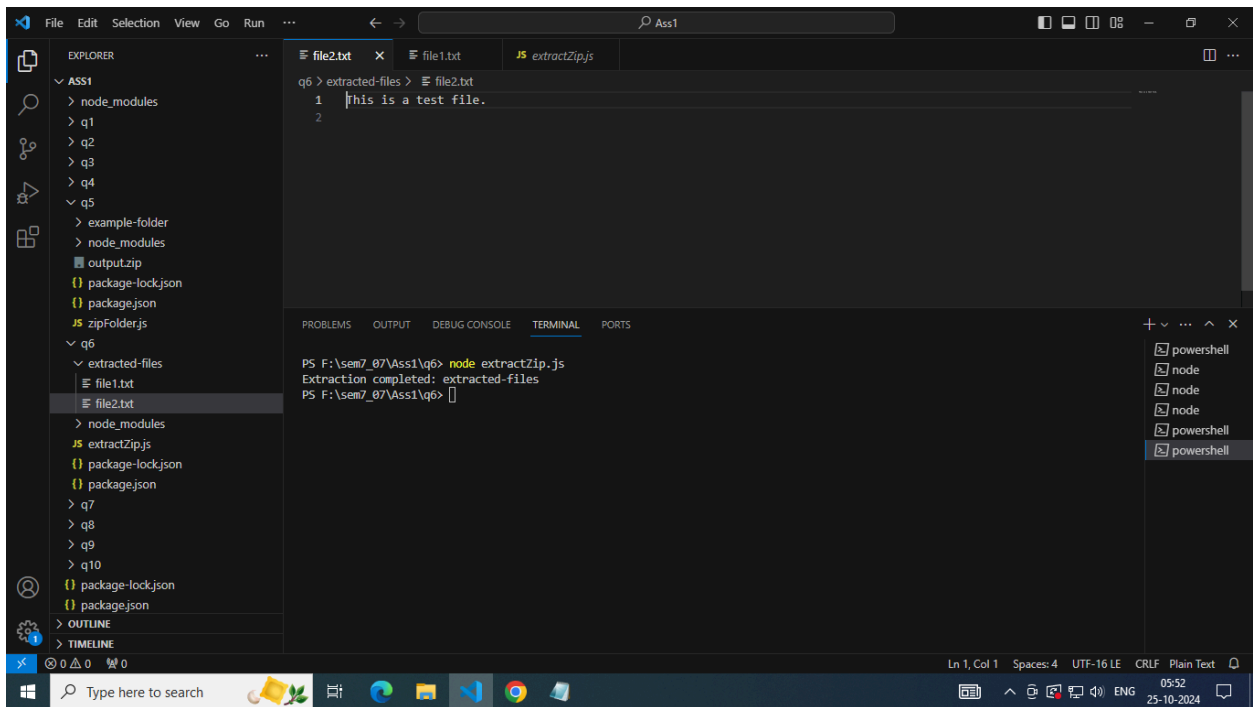 File Edit Selection View Go Run ··· Ass1
EXPLORER ···
ASS1
node_modules
q1
q2
q3
q4
q5
example-folder
node_modules
output.zip
{} package-lock.json
{} package.json
JS zipFolder.js
q6
extracted-files
file1.txt
file2.txt
node_modules
JS extractZip.js
{} package-lock.json
{} package.json
q7
q8
q9
q10
{} package-lock.json
{} package.json
OUTLINE
TIMELINE
file2.txt × file1.txt JS extractZip.js
q6 > extracted-files > file2.txt
1 This is a test file.
2
PROBLEMS OUTPUT DEBUG CONSOLE TERMINAL PORTS
PS F:\sem7_07\Ass1\q6> node extractZip.js
Extraction completed: extracted-files
PS F:\sem7_07\Ass1\q6>
powershell
node
node
node
powershell
powershell
1
0 0 0 Ln 1, Col 1 Spaces: 4 UTF-16 LE CRLF Plain Text
Type here to search ENG 05:52
25-10-2024